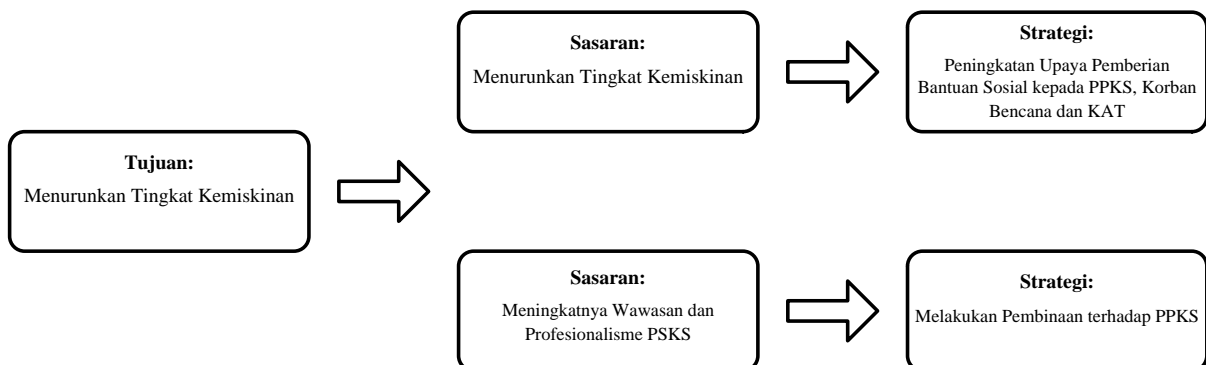 Tujuan:
Menurunkan Tingkat Kemiskinan
Sasaran:
Menurunkan Tingkat Kemiskinan
Strategi:
Peningkatan Upaya Pemberian
Bantuan Sosial kepada PPKS, Korban
Bencana dan KAT
Sasaran:
Meningkatnya Wawasan dan
Profesionalisme PSKS
Strategi:
Melakukan Pembinaan terhadap PPKS